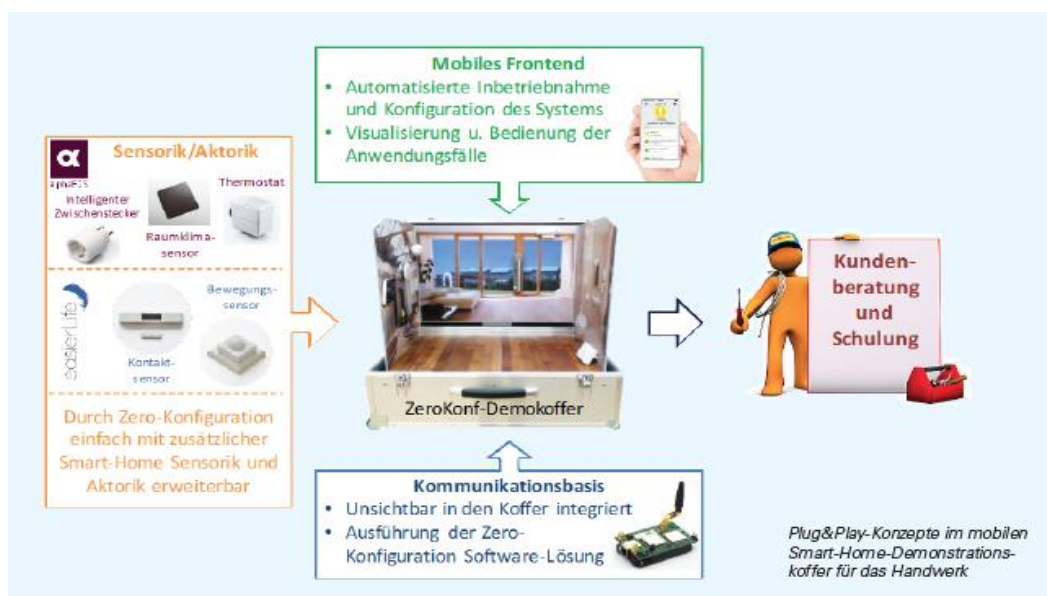 Mobiles Frontend
• Automatisierte Inbetriebnahme
und Konfiguration des Systems
• Visualisierung u. Bedienung der
Anwendungsfälle
α
Sensorik/Aktorik
alphaEOS
Intelligenter
Zwischenstecker
Raumklima-
sensor
Thermostat
easierLife
Kontakt-
sensor
Bewegungs-
sensor
Durch Zero-Konfiguration
einfach mit zusätzlicher
Smart-Home Sensorik und
Aktorik erweiterbar
ZeroKonf-Demokoffer
Kunden-
beratung
und
Schulung
Kommunikationsbasis
• Unsichtbar in den Koffer integriert
• Ausführung der Zero-
Konfiguration Software-Lösung
Plug&Play-Konzepte im mobilen
Smart-Home-Demonstrations-
koffer für das Handwerk